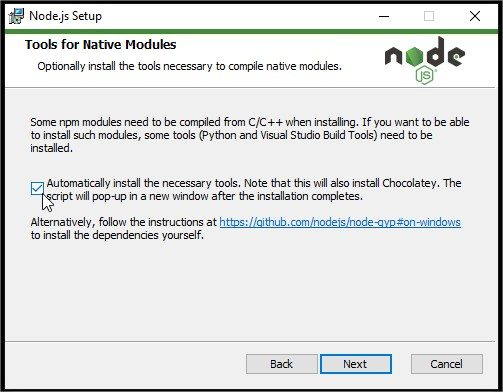 Node.js Setup
Tools for Native Modules
Optionally install the tools necessary to compile native modules.
node
JS
Some npm modules need to be compiled from C/C++ when installing. If you want to be able
to install such modules, some tools (Python and Visual Studio Build Tools) need to be
installed.
Automatically install the necessary tools. Note that this will also install Chocolatey. The
script will pop-up in a new window after the installation completes.
Alternatively, follow the instructions at https://github.com/nodejs/node-gyp#on-windows
to install the dependencies yourself.
Back Next Cancel